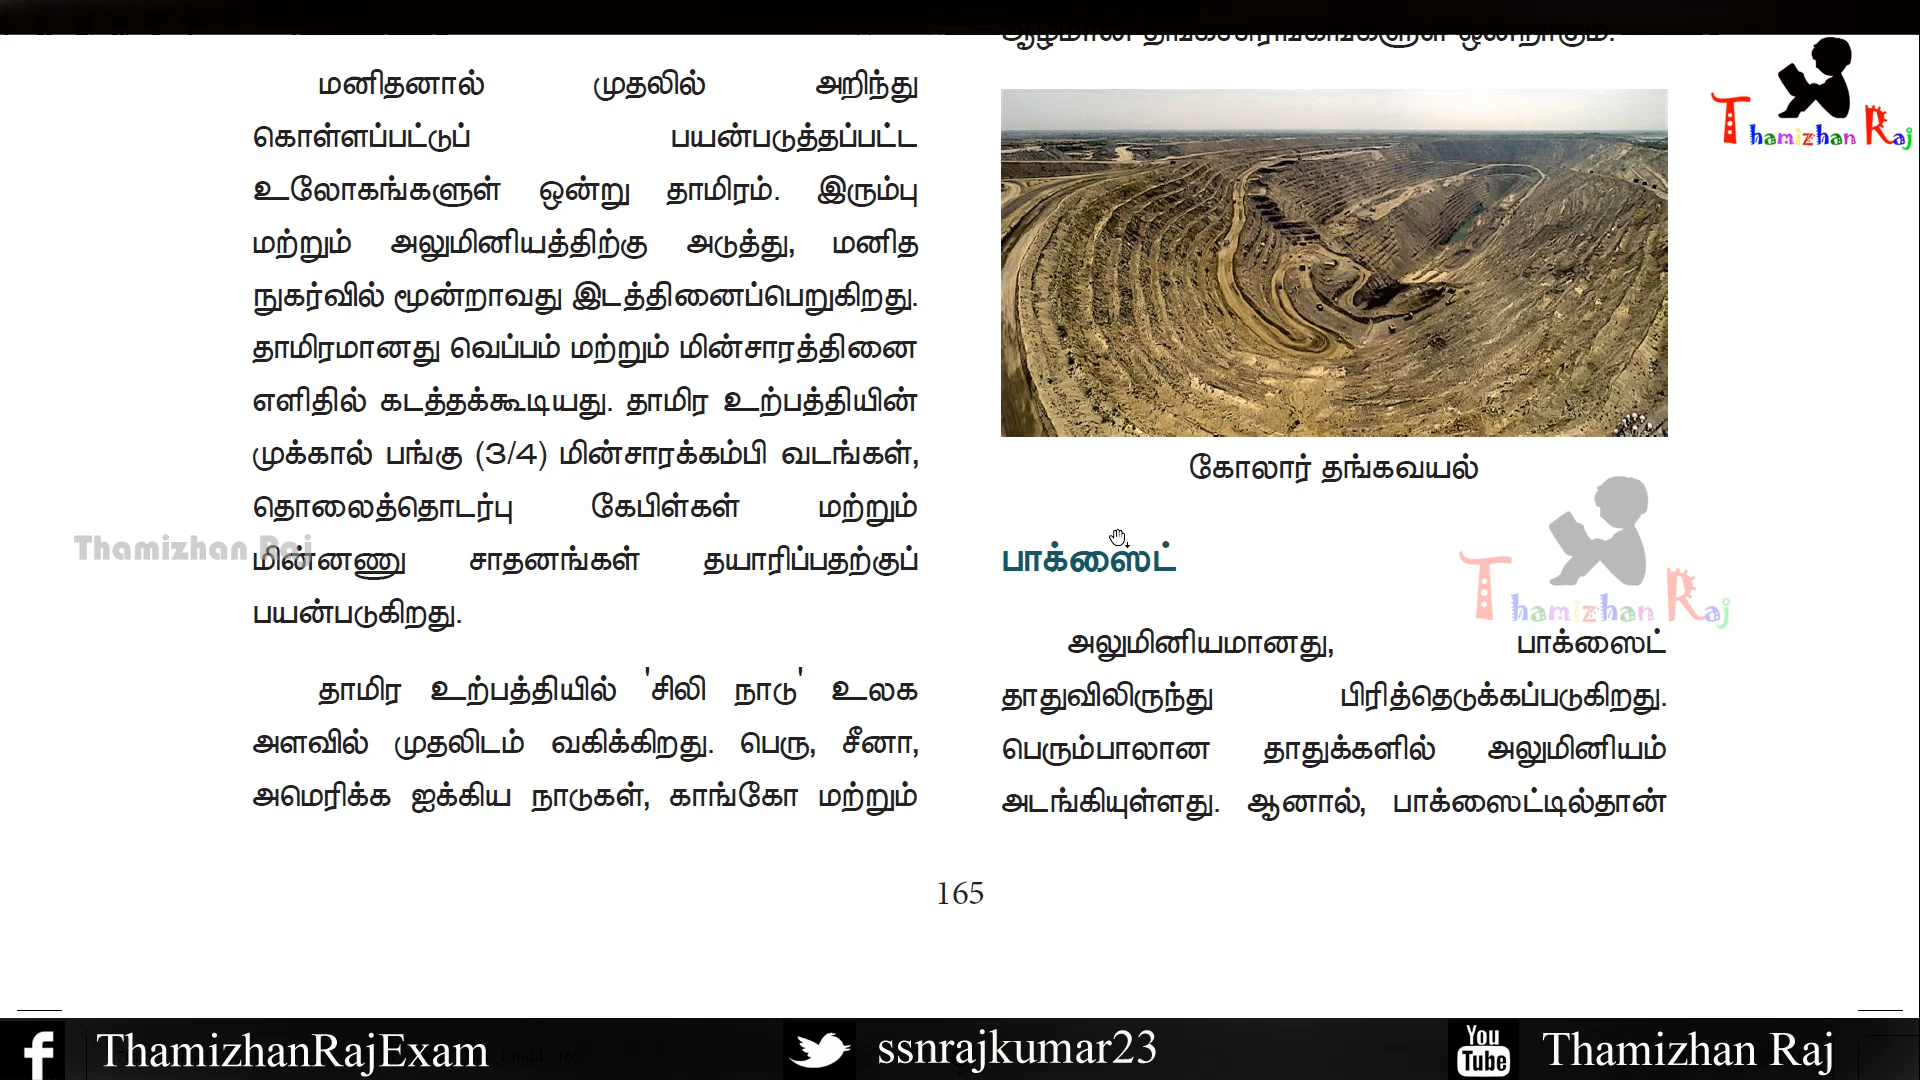 மனிதனால் முதலில் அறிந்து
கொள்ளப்பட்டுப் பயன்படுத்தப்பட்ட
உலோகங்களுள் ஒன்று தாமிரம். இரும்பு
மற்றும் அலுமினியத்திற்கு அடுத்து, மனித
நுகர்வில் மூன்றாவது இடத்தினைப்பெறுகிறது.
தாமிரமானது வெப்பம் மற்றும் மின்சாரத்தினை
எளிதில் கடத்தக்கூடியது. தாமிர உற்பத்தியின்
முக்கால் பங்கு (3/4) மின்சாரக்கம்பி வடங்கள்,
தொலைத்தொடர்பு கேபிள்கள் மற்றும்
மின்னணு சாதனங்கள் தயாரிப்பதற்குப்
பயன்படுகிறது.
தாமிர உற்பத்தியில் 'சிலி நாடு' உலக
அளவில் முதலிடம் வகிக்கிறது. பெரு, சீனா,
அமெரிக்க ஐக்கிய நாடுகள், காங்கோ மற்றும்
கோலார் தங்கவயல்
பாக்ஸைட்
அலுமினியமானது, பாக்ஸைட்
தாதுவிலிருந்து பிரித்தெடுக்கப்படுகிறது.
பெரும்பாலான தாதுக்களில் அலுமினியம்
அடங்கியுள்ளது. ஆனால், பாக்ஸைட்டில்தான்
165
Thamizhan Raj
Thamizhan Raj
Thamizhan Raj
ThamizhanRajExam
ssnrajkumar23
You Tube
Thamizhan Raj